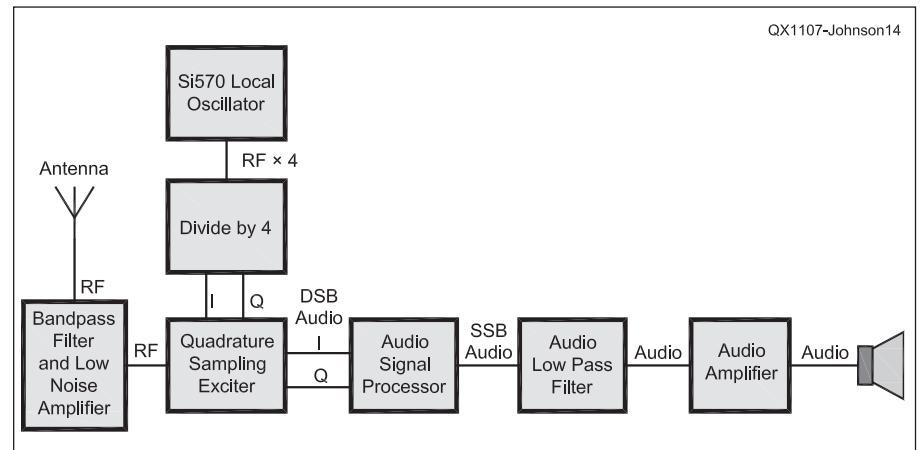 QX1107-Johnson14
Si570 Local
Oscillator
RF × 4
Antenna
Divide by 4
RF
I
Q
DSB
Audio
I
Q
Bandpass
Filter
and Low
Noise
Amplifier
RF
Quadrature
Sampling
Exciter
Audio
Signal
Processor
SSB
Audio
Audio
Low Pass
Filter
Audio
Audio
Amplifier
Audio